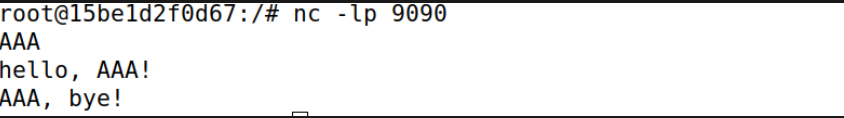 root@15be1d2f0d67:/# nc -lp 9090
AAA
hello, AAA!
AAA, bye!